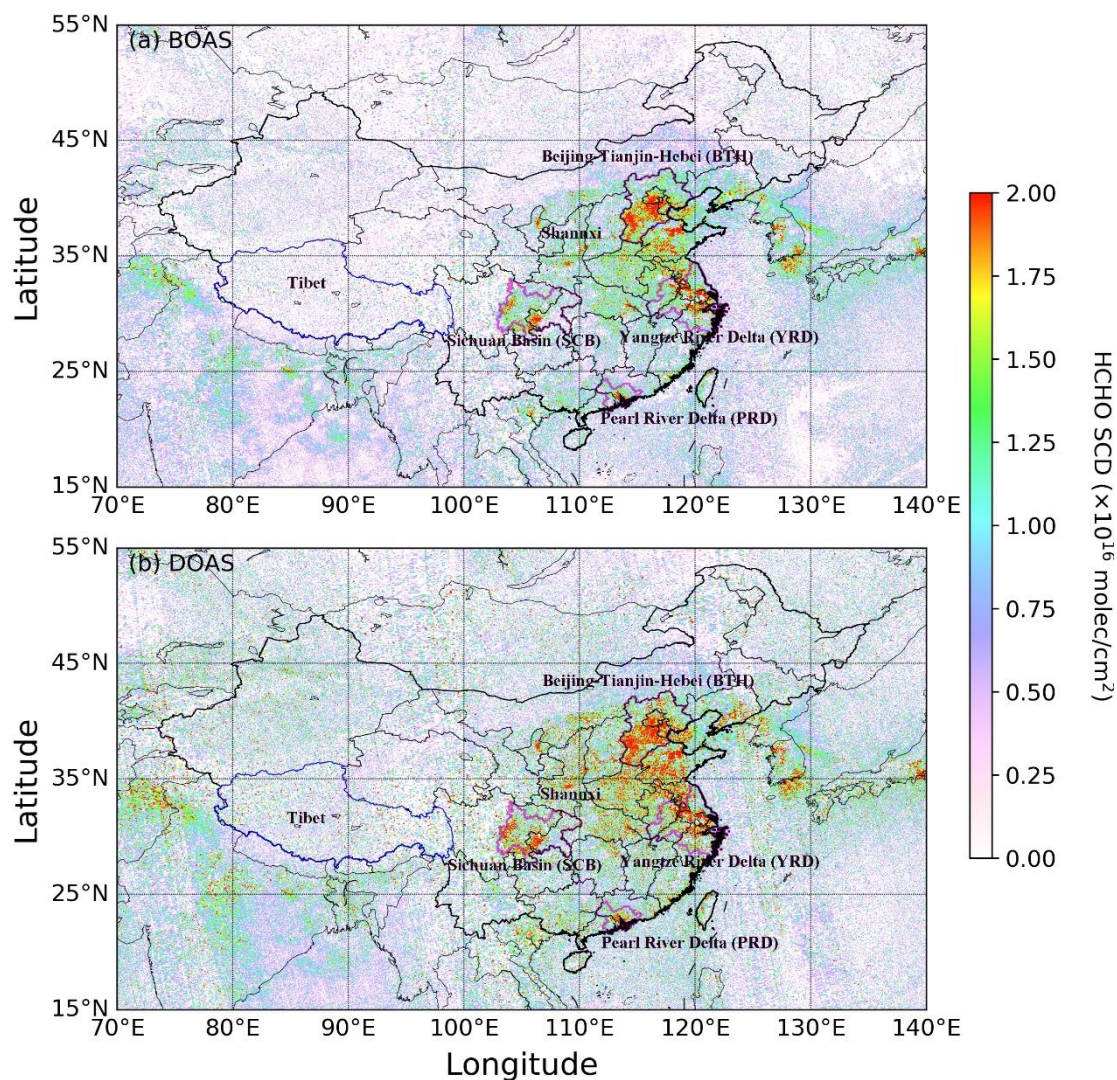 (a) BOAS
55°N
45°N
35°N
25°N
15°N
Latitude
Beijing-Tianjin-Hebei (BTH)
Shannxi
Tibet
Sichuan Basin (SCB)
Yangtze River Delta (YRD)
Pearl River Delta (PRD)
70°E 80°E 90°E 100°E 110°E 120°E 130°E 140°E
(b) DOAS
55°N
45°N
35°N
25°N
15°N
Latitude
Beijing-Tianjin-Hebei (BTH)
Shannxi
Tibet
Sichuan Basin (SCB)
Yangtze River Delta (YRD)
Pearl River Delta (PRD)
70°E 80°E 90°E 100°E 110°E 120°E 130°E 140°E
Longitude
2.00
1.75
1.50
1.25
1.00
0.75
0.50
0.25
0.00
HCHO SCD (×10¹⁶ molec/cm²)